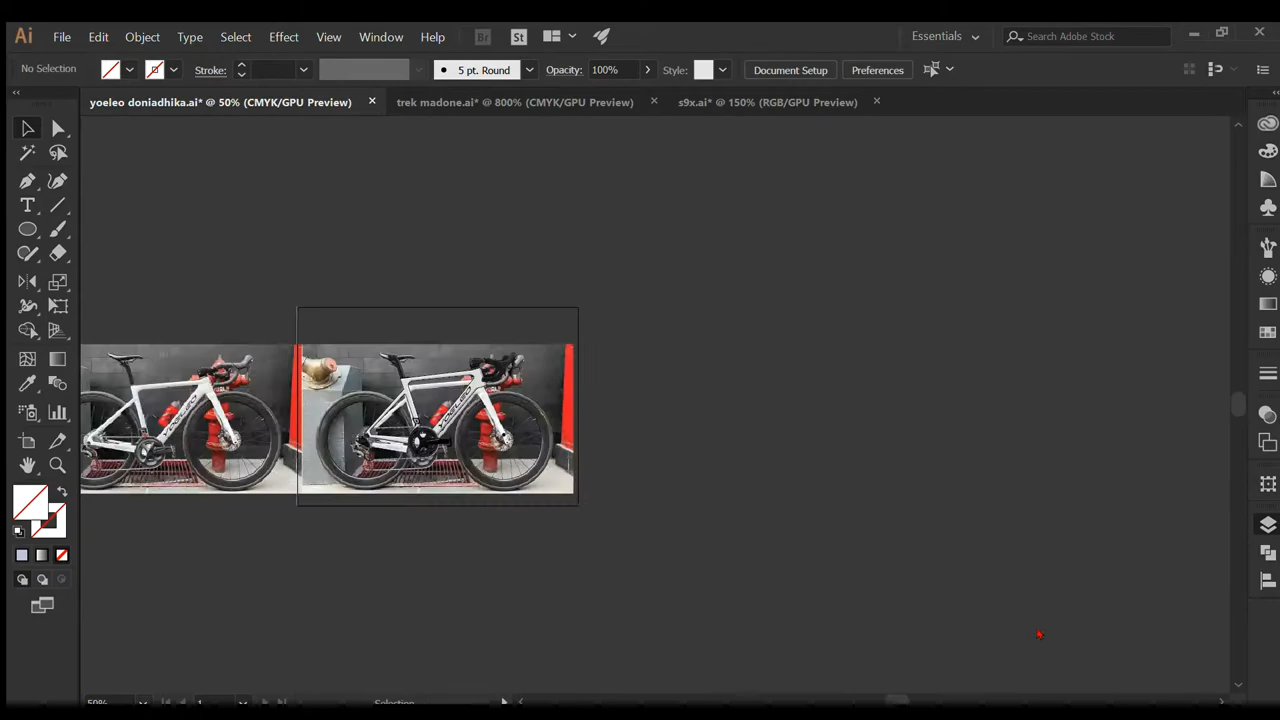 Ai File Edit Object Type Select Effect View Window Help Br St Essentials Search Adobe Stock
No Selection Stroke: 5 pt. Round Opacity: 100% Style: Document Setup Preferences
yoeleo doniadhika.ai* @ 50% (CMYK/GPU Preview) trek madone.ai* @ 800% (CMYK/GPU Preview) s9x.ai* @ 150% (RGB/GPU Preview)
YOELEO YOELEO
50% 1 Selection